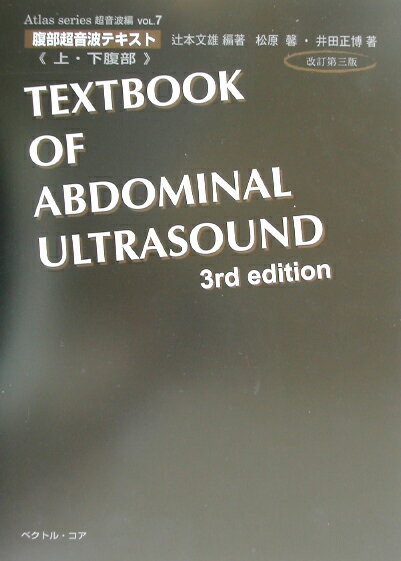 Atlas series 超音波編 VOL.7
腹部超音波テキスト 辻本文雄 編著 松原 馨・井田正博 著
《 上・下腹部 》 改訂第三版
TEXTBOOK
OF
ABDOMINAL
ULTRASOUND
3rd edition
ベクトル・コア